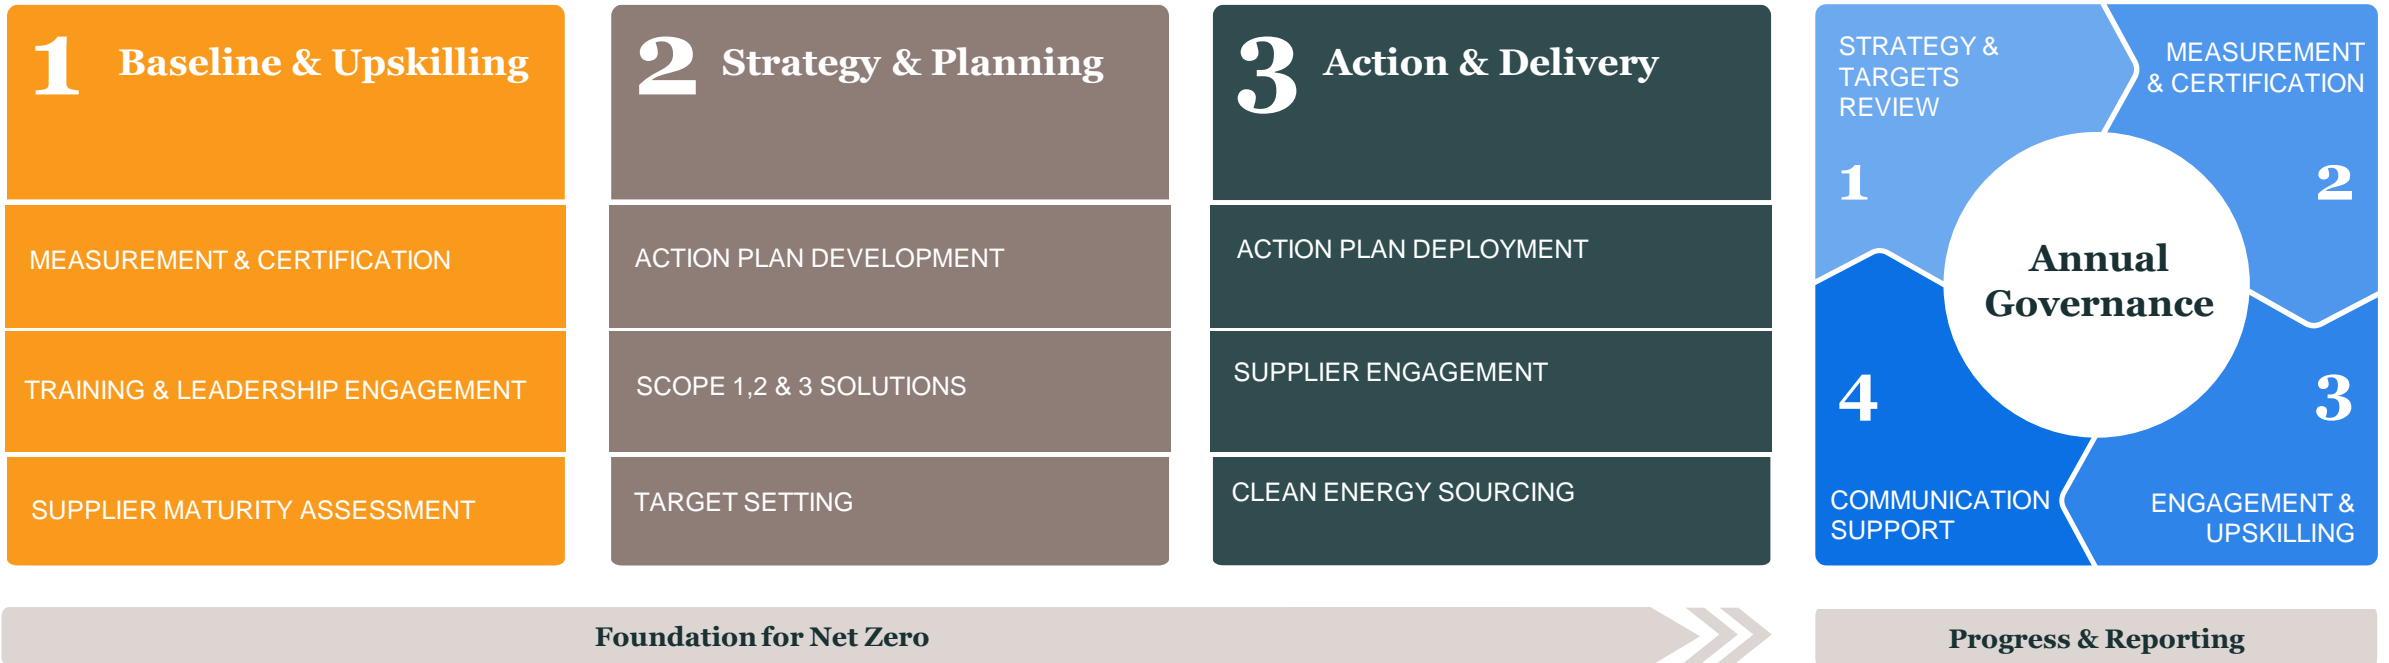 1 Baseline & Upskilling
MEASUREMENT & CERTIFICATION
TRAINING & LEADERSHIP ENGAGEMENT
SUPPLIER MATURITY ASSESSMENT
2 Strategy & Planning
ACTION PLAN DEVELOPMENT
SCOPE 1,2 & 3 SOLUTIONS
TARGET SETTING
3 Action & Delivery
ACTION PLAN DEPLOYMENT
SUPPLIER ENGAGEMENT
CLEAN ENERGY SOURCING
STRATEGY &
TARGETS
REVIEW
1
MEASUREMENT
& CERTIFICATION
2
Annual
Governance
3
ENGAGEMENT &
UPSKILLING
4
COMMUNICATION
SUPPORT
Foundation for Net Zero
Progress & Reporting